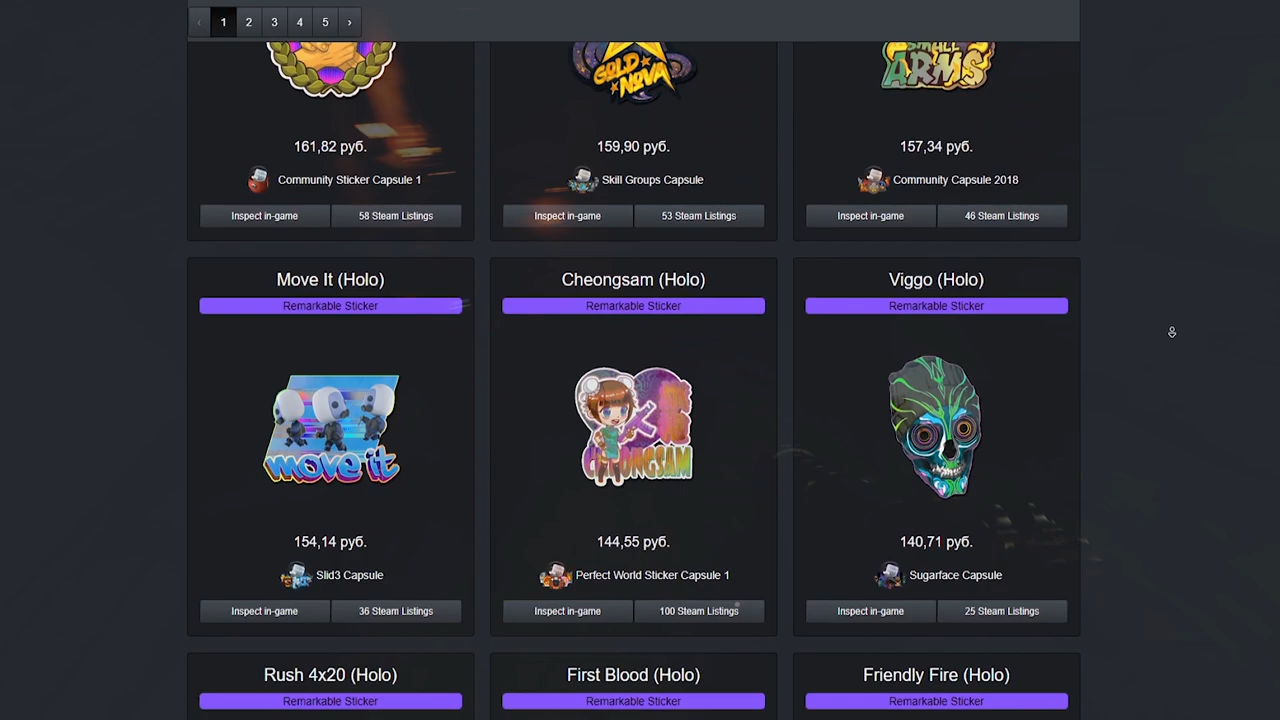 ‹ 1 2 3 4 5 ›
GOLD NOVA
SMALL ARMS
161,82 руб.
159,90 руб.
157,34 руб.
Community Sticker Capsule 1
Skill Groups Capsule
Community Capsule 2018
Inspect in-game
58 Steam Listings
Inspect in-game
53 Steam Listings
Inspect in-game
46 Steam Listings
Move It (Holo)
Cheongsam (Holo)
Viggo (Holo)
Remarkable Sticker
Remarkable Sticker
Remarkable Sticker
move it
CHEONGSAM
154,14 руб.
144,55 руб.
140,71 руб.
Slid3 Capsule
Perfect World Sticker Capsule 1
Sugarface Capsule
Inspect in-game
36 Steam Listings
Inspect in-game
100 Steam Listings
Inspect in-game
25 Steam Listings
Rush 4x20 (Holo)
First Blood (Holo)
Friendly Fire (Holo)
Remarkable Sticker
Remarkable Sticker
Remarkable Sticker